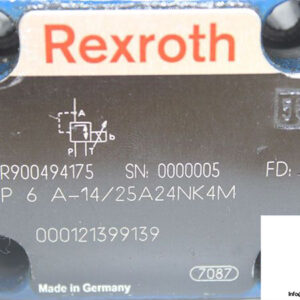 Rexroth
A
b
P T
R900494175 SN: 0000005 FD:
P 6 A-14/25A24NK4M
000121399139
Made in Germany
7087